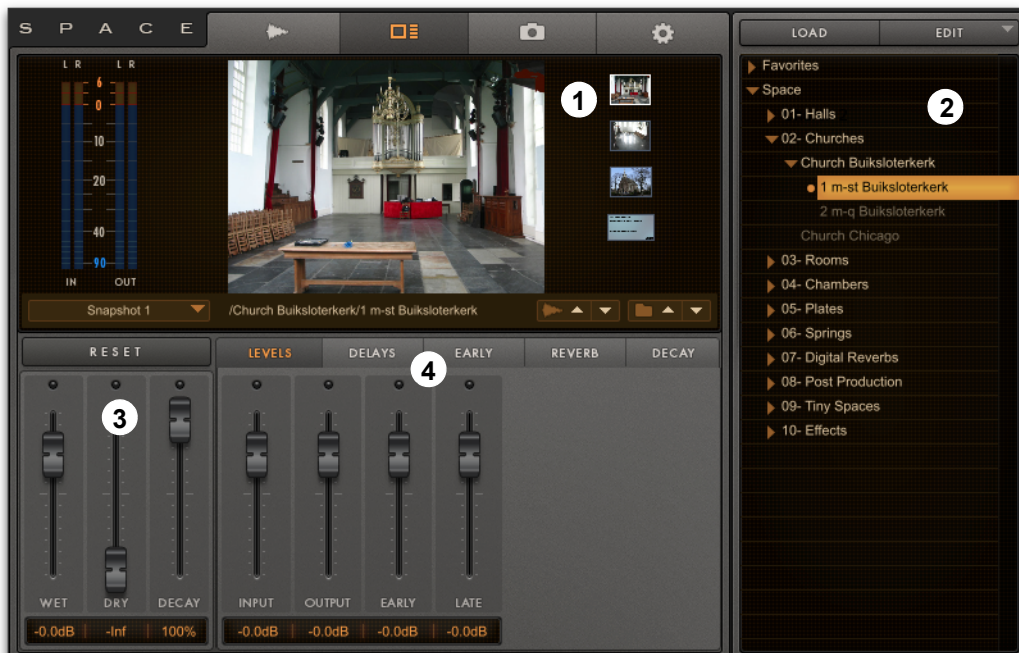 S P A C E
LOAD
EDIT
L R L R
6
0
10
20
40
90
IN OUT
1
2
Favorites
Space
01- Halls
02- Churches
Church Buiksloterkerk
1 m-st Buiksloterkerk
2 m-q Buiksloterkerk
Church Chicago
03- Rooms
04- Chambers
05- Plates
06- Springs
07- Digital Reverbs
08- Post Production
09- Tiny Spaces
10- Effects
Snapshot 1
/Church Buiksloterkerk/1 m-st Buiksloterkerk
RESET
LEVELS
DELAYS
EARLY
REVERB
DECAY
3
4
WET DRY DECAY
-0.0dB -Inf 100%
INPUT OUTPUT EARLY LATE
-0.0dB -0.0dB -0.0dB -0.0dB